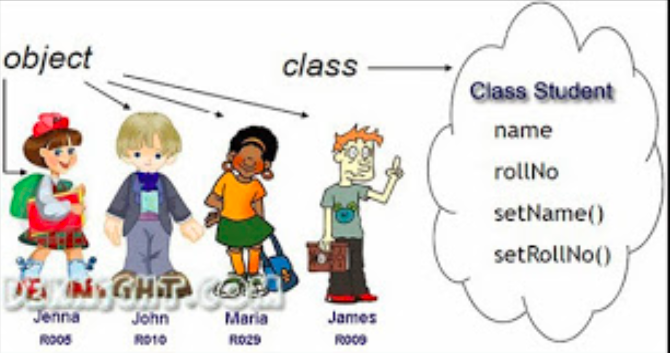 object
class
Class Student
name
rollNo
setName()
setRollNo()
Jenna
John
Maria
James
R005
R010
R029
R009